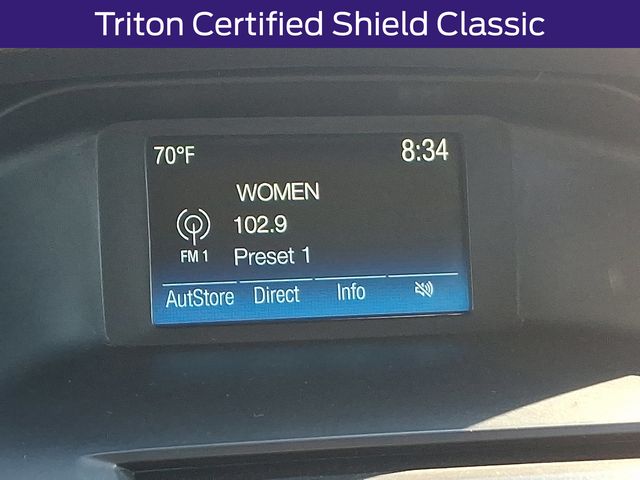 Triton Certified Shield Classic
70°F 8:34
WOMEN
102.9
FM 1 Preset 1
AutStore Direct Info